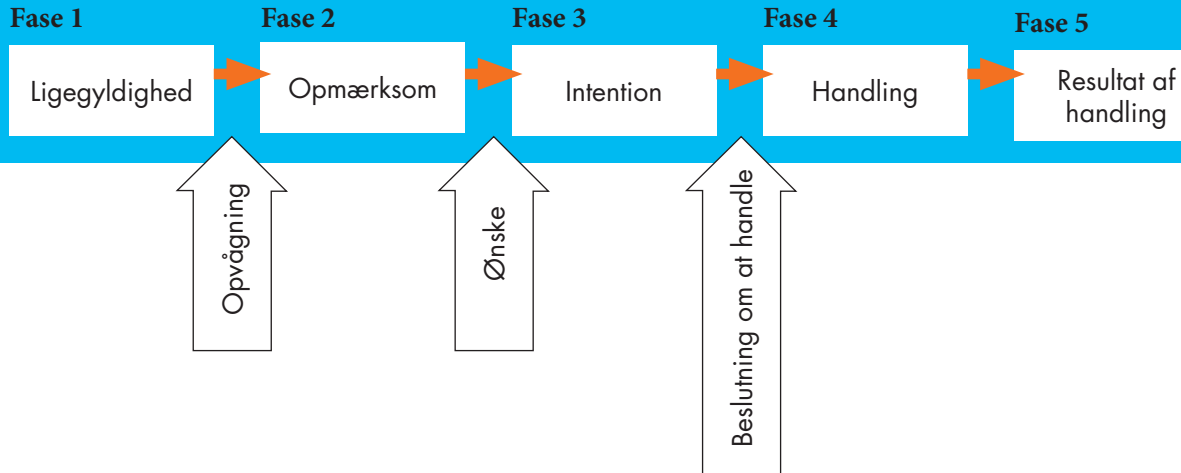 Fase 1
Fase 2
Fase 3
Fase 4
Fase 5
Ligegyldighed
Opmærksom
Intention
Handling
Resultat af
handling
Opvågning
Ønske
Beslutning om at handle